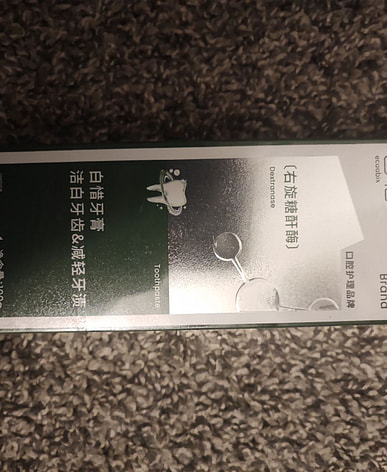 ecoobix
Brand
口腔护理品牌
〔右旋糖酐酶〕
Dextranase
Toothpaste
白惜牙膏
洁白牙齿&减轻牙渍